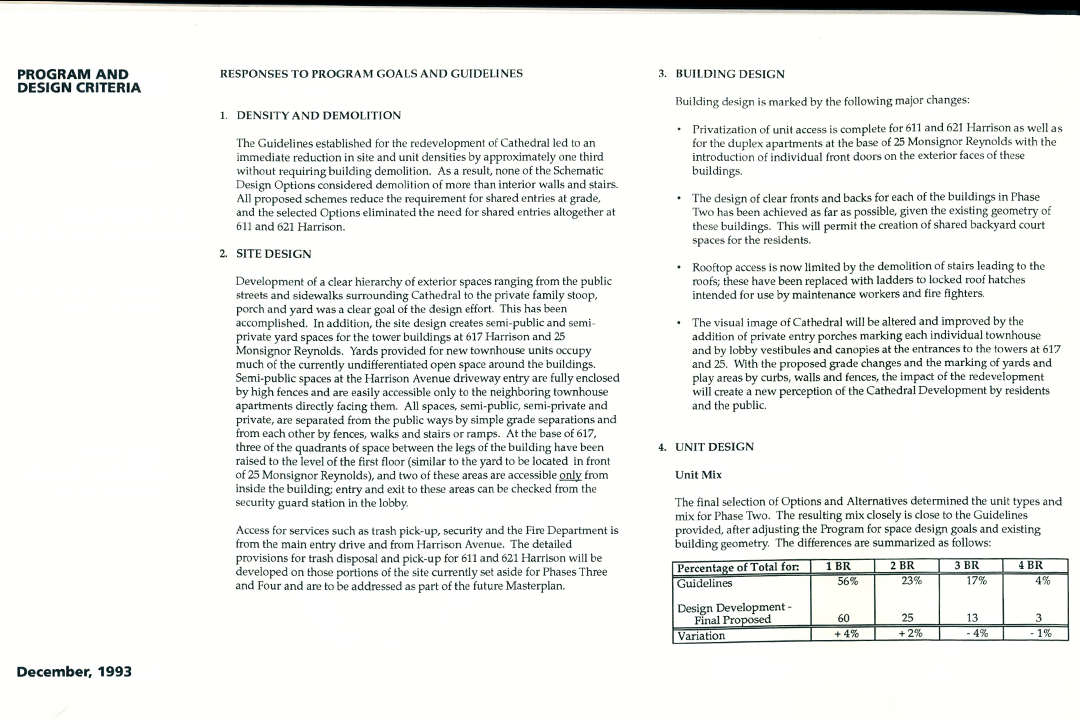 PROGRAM AND
DESIGN CRITERIA
RESPONSES TO PROGRAM GOALS AND GUIDELINES
1. DENSITY AND DEMOLITION
The Guidelines established for the redevelopment of Cathedral led to an
immediate reduction in site and unit densities by approximately one third
without requiring building demolition. As a result, none of the Schematic
Design Options considered demolition of more than interior walls and stairs.
All proposed schemes reduce the requirement for shared entries at grade,
and the selected Options eliminated the need for shared entries altogether at
611 and 621 Harrison.
2. SITE DESIGN
Development of a clear hierarchy of exterior spaces ranging from the public
streets and sidewalks surrounding Cathedral to the private family stoop,
porch and yard was a clear goal of the design effort. This has been
accomplished. In addition, the site design creates semi-public and semi-
private yard spaces for the tower buildings at 617 Harrison and 25
Monsignor Reynolds. Yards provided for new townhouse units occupy
much of the currently undifferentiated open space around the buildings.
Semi-public spaces at the Harrison Avenue driveway entry are fully enclosed
by high fences and are easily accessible only to the neighboring townhouse
apartments directly facing them. All spaces, semi-public, semi-private and
private, are separated from the public ways by simple grade separations and
from each other by fences, walks and stairs or ramps. At the base of 617,
three of the quadrants of space between the legs of the building have been
raised to the level of the first floor (similar to the yard to be located in front
of 25 Monsignor Reynolds), and two of these areas are accessible only from
inside the building; entry and exit to these areas can be checked from the
security guard station in the lobby.
Access for services such as trash pick-up, security and the Fire Department is
from the main entry drive and from Harrison Avenue. The detailed
provisions for trash disposal and pick-up for 611 and 621 Harrison will be
developed on those portions of the site currently set aside for Phases Three
and Four and are to be addressed as part of the future Masterplan.
3. BUILDING DESIGN
Building design is marked by the following major changes:
• Privatization of unit access is complete for 611 and 621 Harrison as well as
for the duplex apartments at the base of 25 Monsignor Reynolds with the
introduction of individual front doors on the exterior faces of these
buildings.
• The design of clear fronts and backs for each of the buildings in Phase
Two has been achieved as far as possible, given the existing geometry of
these buildings. This will permit the creation of shared backyard court
spaces for the residents.
• Rooftop access is now limited by the demolition of stairs leading to the
roofs; these have been replaced with ladders to locked roof hatches
intended for use by maintenance workers and fire fighters.
• The visual image of Cathedral will be altered and improved by the
addition of private entry porches marking each individual townhouse
and by lobby vestibules and canopies at the entrances to the towers at 617
and 25. With the proposed grade changes and the marking of yards and
play areas by curbs, walls and fences, the impact of the redevelopment
will create a new perception of the Cathedral Development by residents
and the public.
4. UNIT DESIGN
Unit Mix
The final selection of Options and Alternatives determined the unit types and
mix for Phase Two. The resulting mix closely is close to the Guidelines
provided, after adjusting the Program for space design goals and existing
building geometry. The differences are summarized as follows:
Percentage of Total for: 1 BR 2 BR 3 BR 4 BR
Guidelines 56% 23% 17% 4%
Design Development -
Final Proposed 60 25 13 3
Variation + 4% + 2% - 4% - 1%
December, 1993